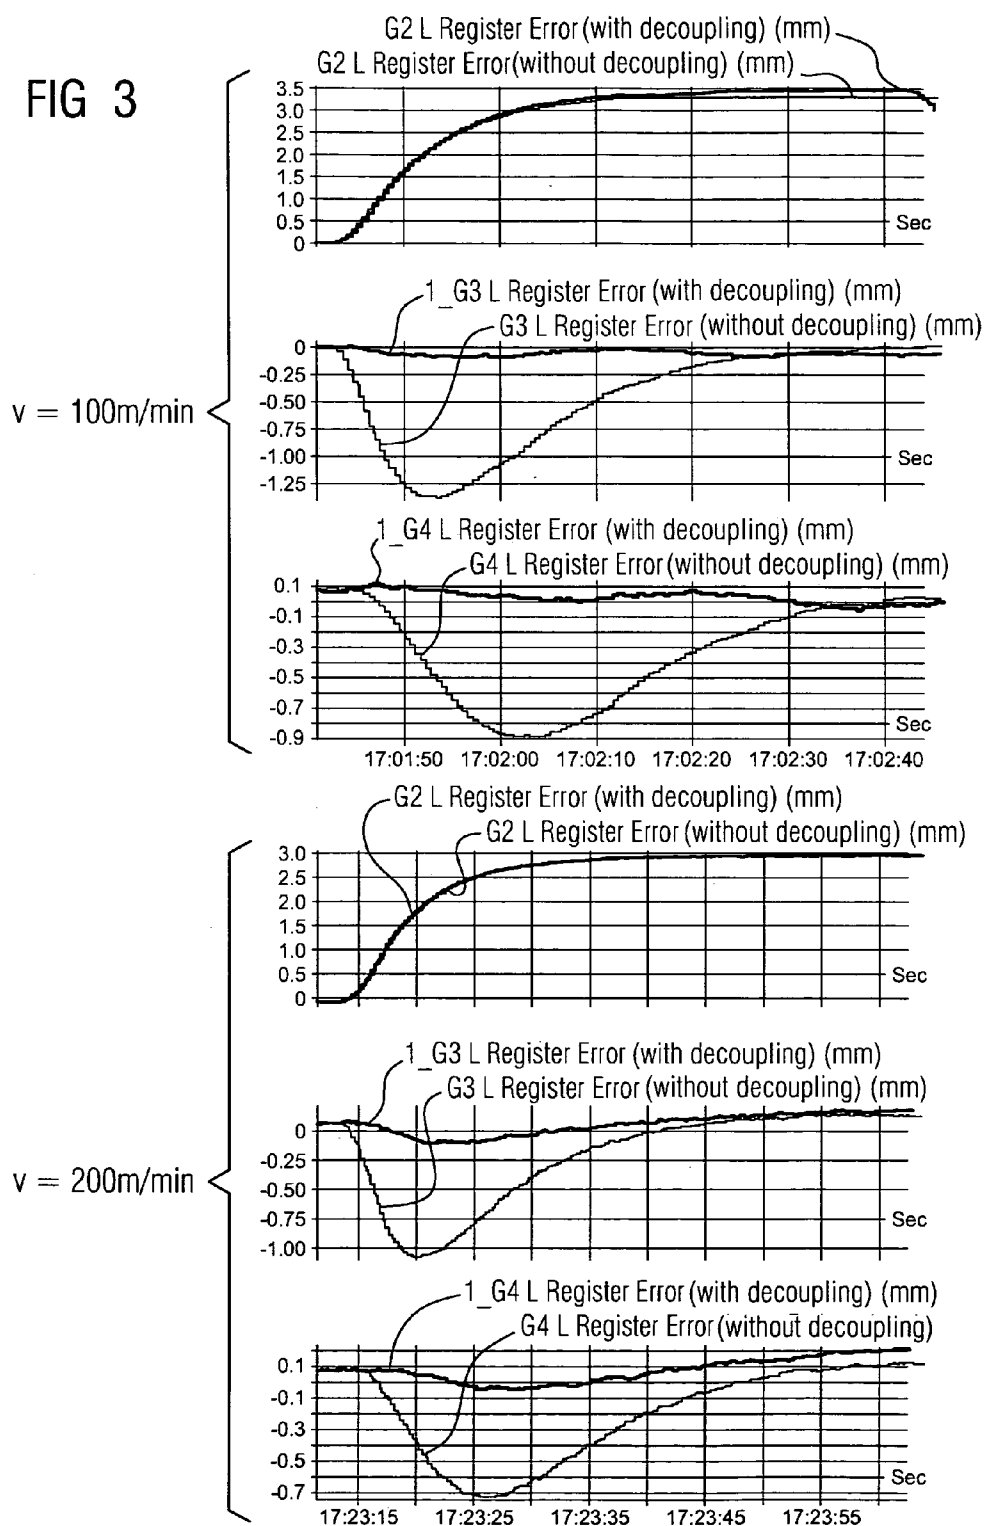 FIG 3
G2 L Register Error (with decoupling) (mm)
G2 L Register Error (without decoupling) (mm)
3.5
3.0
2.5
2.0
1.5
1.0
0.5
0
Sec
v = 100m/min
1_G3 L Register Error (with decoupling) (mm)
G3 L Register Error (without decoupling) (mm)
0
-0.25
-0.50
-0.75
-1.00
-1.25
Sec
1_G4 L Register Error (with decoupling) (mm)
G4 L Register Error (without decoupling) (mm)
0.1
-0.1
-0.3
-0.5
-0.7
-0.9
Sec
17:01:50 17:02:00 17:02:10 17:02:20 17:02:30 17:02:40
G2 L Register Error (with decoupling) (mm)
G2 L Register Error (without decoupling) (mm)
3.0
2.5
2.0
1.5
1.0
0.5
0
Sec
v = 200m/min
1_G3 L Register Error (with decoupling) (mm)
G3 L Register Error (without decoupling) (mm)
0
-0.25
-0.50
-0.75
-1.00
Sec
1_G4 L Register Error (with decoupling) (mm)
G4 L Register Error (without decoupling)
0.1
-0.1
-0.3
-0.5
-0.7
Sec
17:23:15 17:23:25 17:23:35 17:23:45 17:23:55